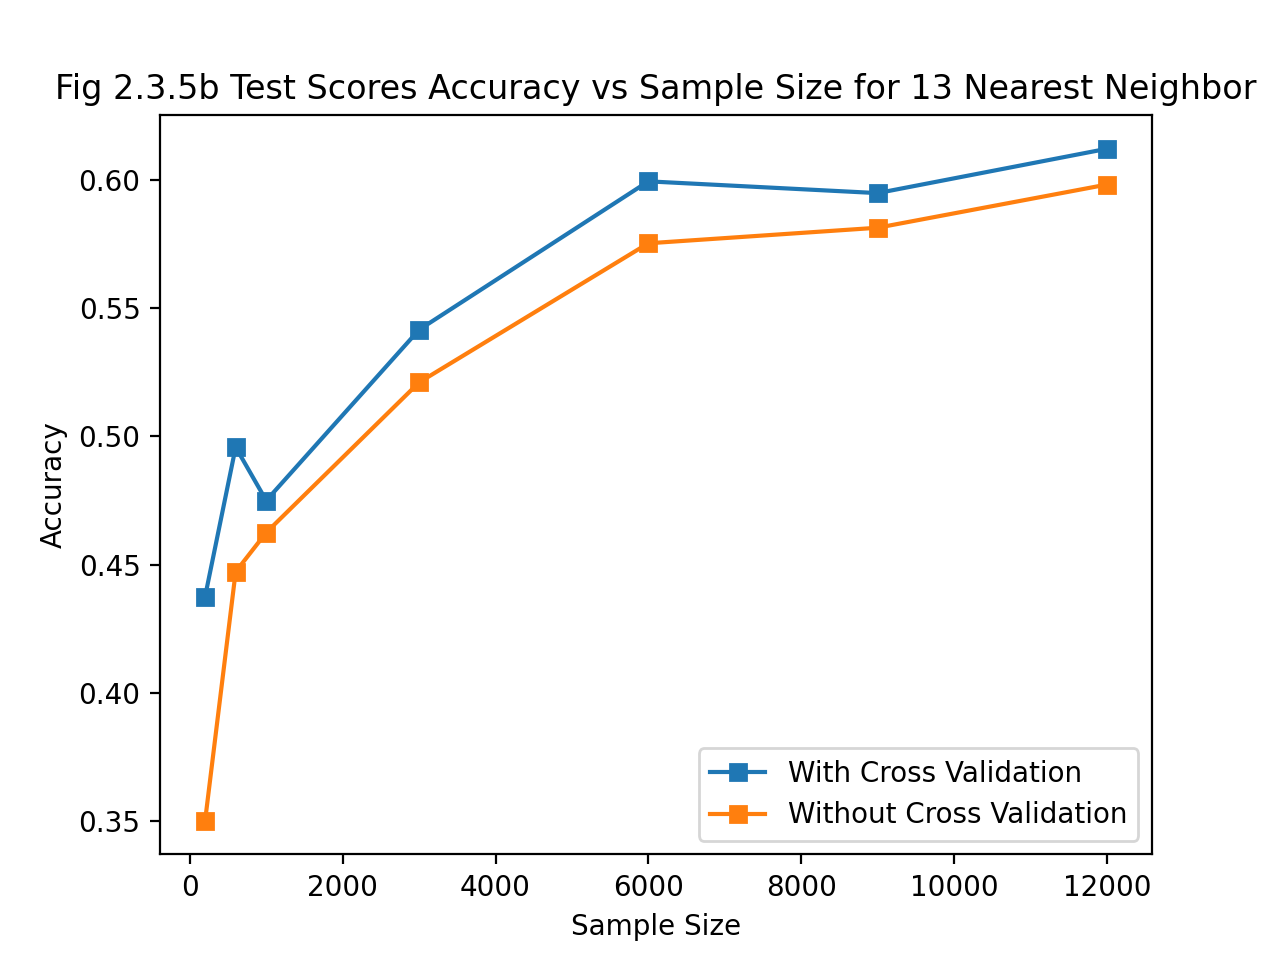 Fig 2.3.5b Test Scores Accuracy vs Sample Size for 13 Nearest Neighbor
0.60
0.55
0.50
0.45
0.40
0.35
Accuracy
With Cross Validation
Without Cross Validation
0 2000 4000 6000 8000 10000 12000
Sample Size